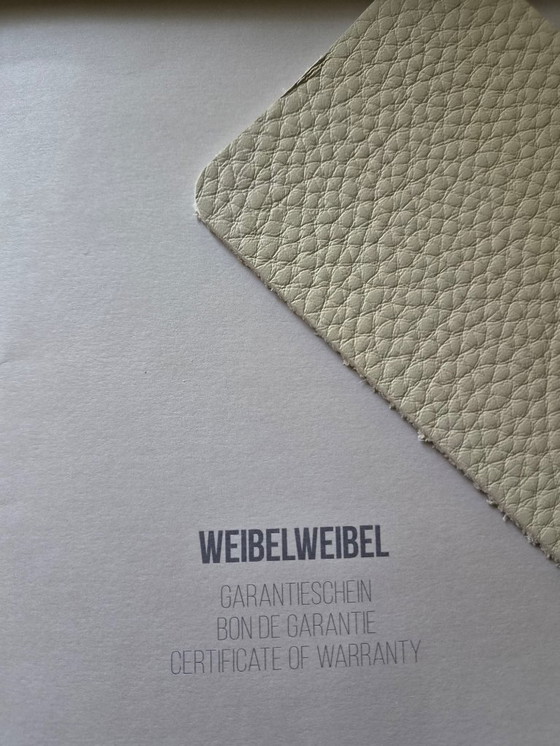 WEIBELWEIBEL
GARANTIESCHEIN
BON DE GARANTIE
CERTIFICATE OF WARRANTY